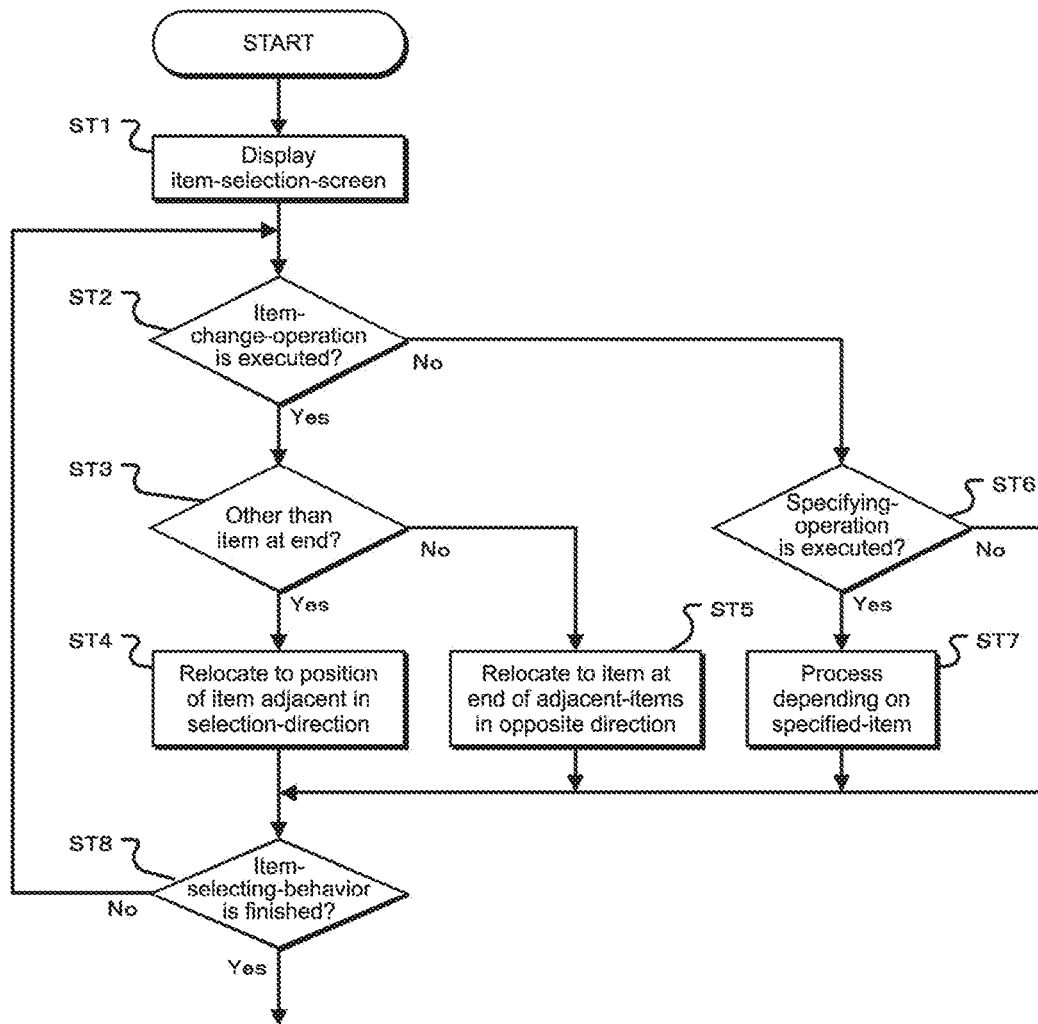 START
ST1
Display
item-selection-screen
ST2
Item-
change-operation
is executed?
No
Yes
ST3
Other than
item at end?
No
Yes
ST6
Specifying-
operation
is executed?
No
Yes
ST4
Relocate to position
of item adjacent in
selection-direction
ST5
Relocate to item at
end of adjacent-items
in opposite direction
ST7
Process
depending on
specified-item
ST8
Item-
selecting-behavior
is finished?
No
Yes